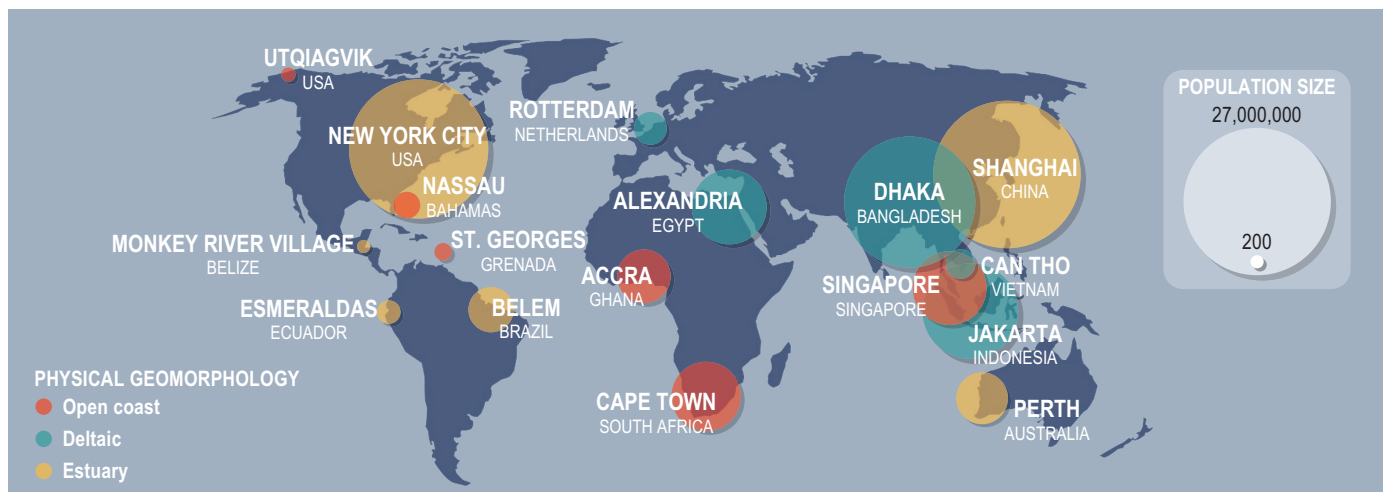 UTQIAGVIK
USA
NEW YORK CITY
USA
NASSAU
BAHAMAS
MONKEY RIVER VILLAGE
BELIZE
ST. GEORGES
GRENADA
ESMERALDAS
ECUADOR
BELEM
BRAZIL
ROTTERDAM
NETHERLANDS
ALEXANDRIA
EGYPT
ACCRA
GHANA
CAPE TOWN
SOUTH AFRICA
DHAKA
BANGLADESH
SHANGHAI
CHINA
CAN THO
VIETNAM
SINGAPORE
SINGAPORE
JAKARTA
INDONESIA
PERTH
AUSTRALIA
POPULATION SIZE
27,000,000
200
PHYSICAL GEOMORPHOLOGY
Open coast
Deltaic
Estuary